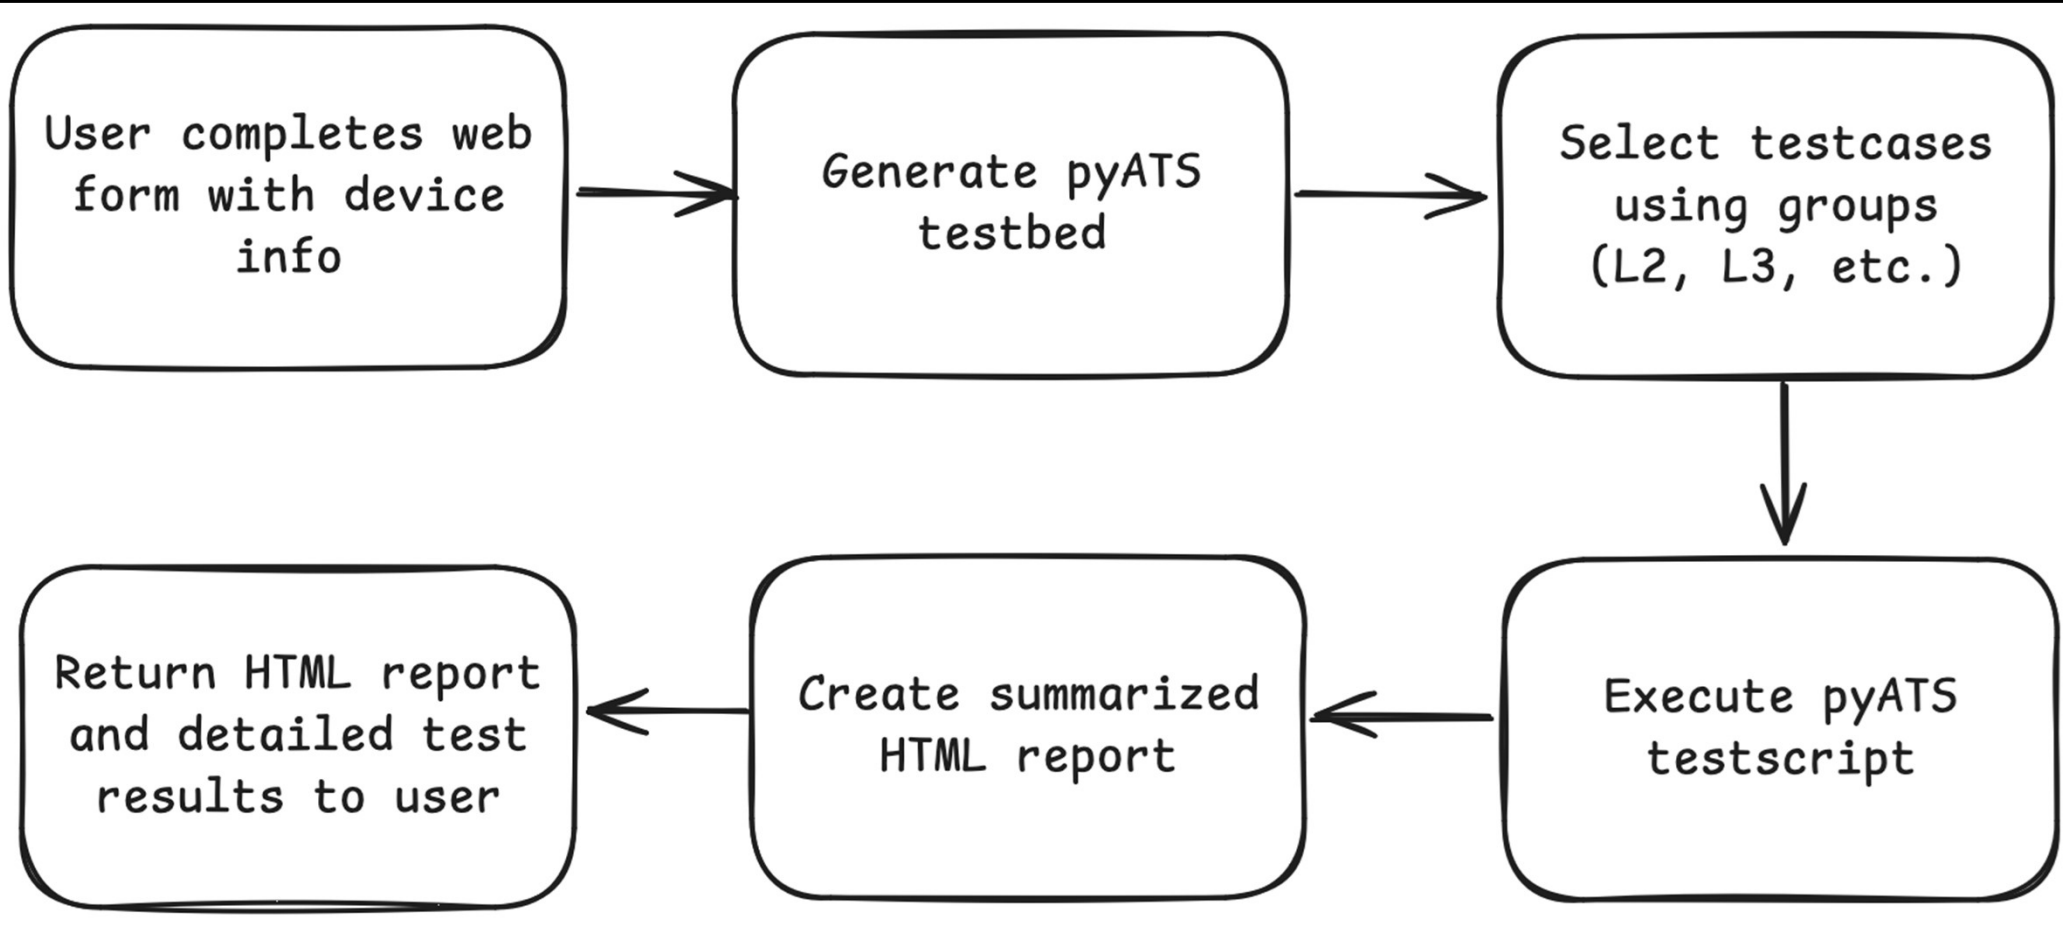 User completes web
form with device
info
Generate pyATS
testbed
Select testcases
using groups
(L2, L3, etc.)
Execute pyATS
testscript
Create summarized
HTML report
Return HTML report
and detailed test
results to user